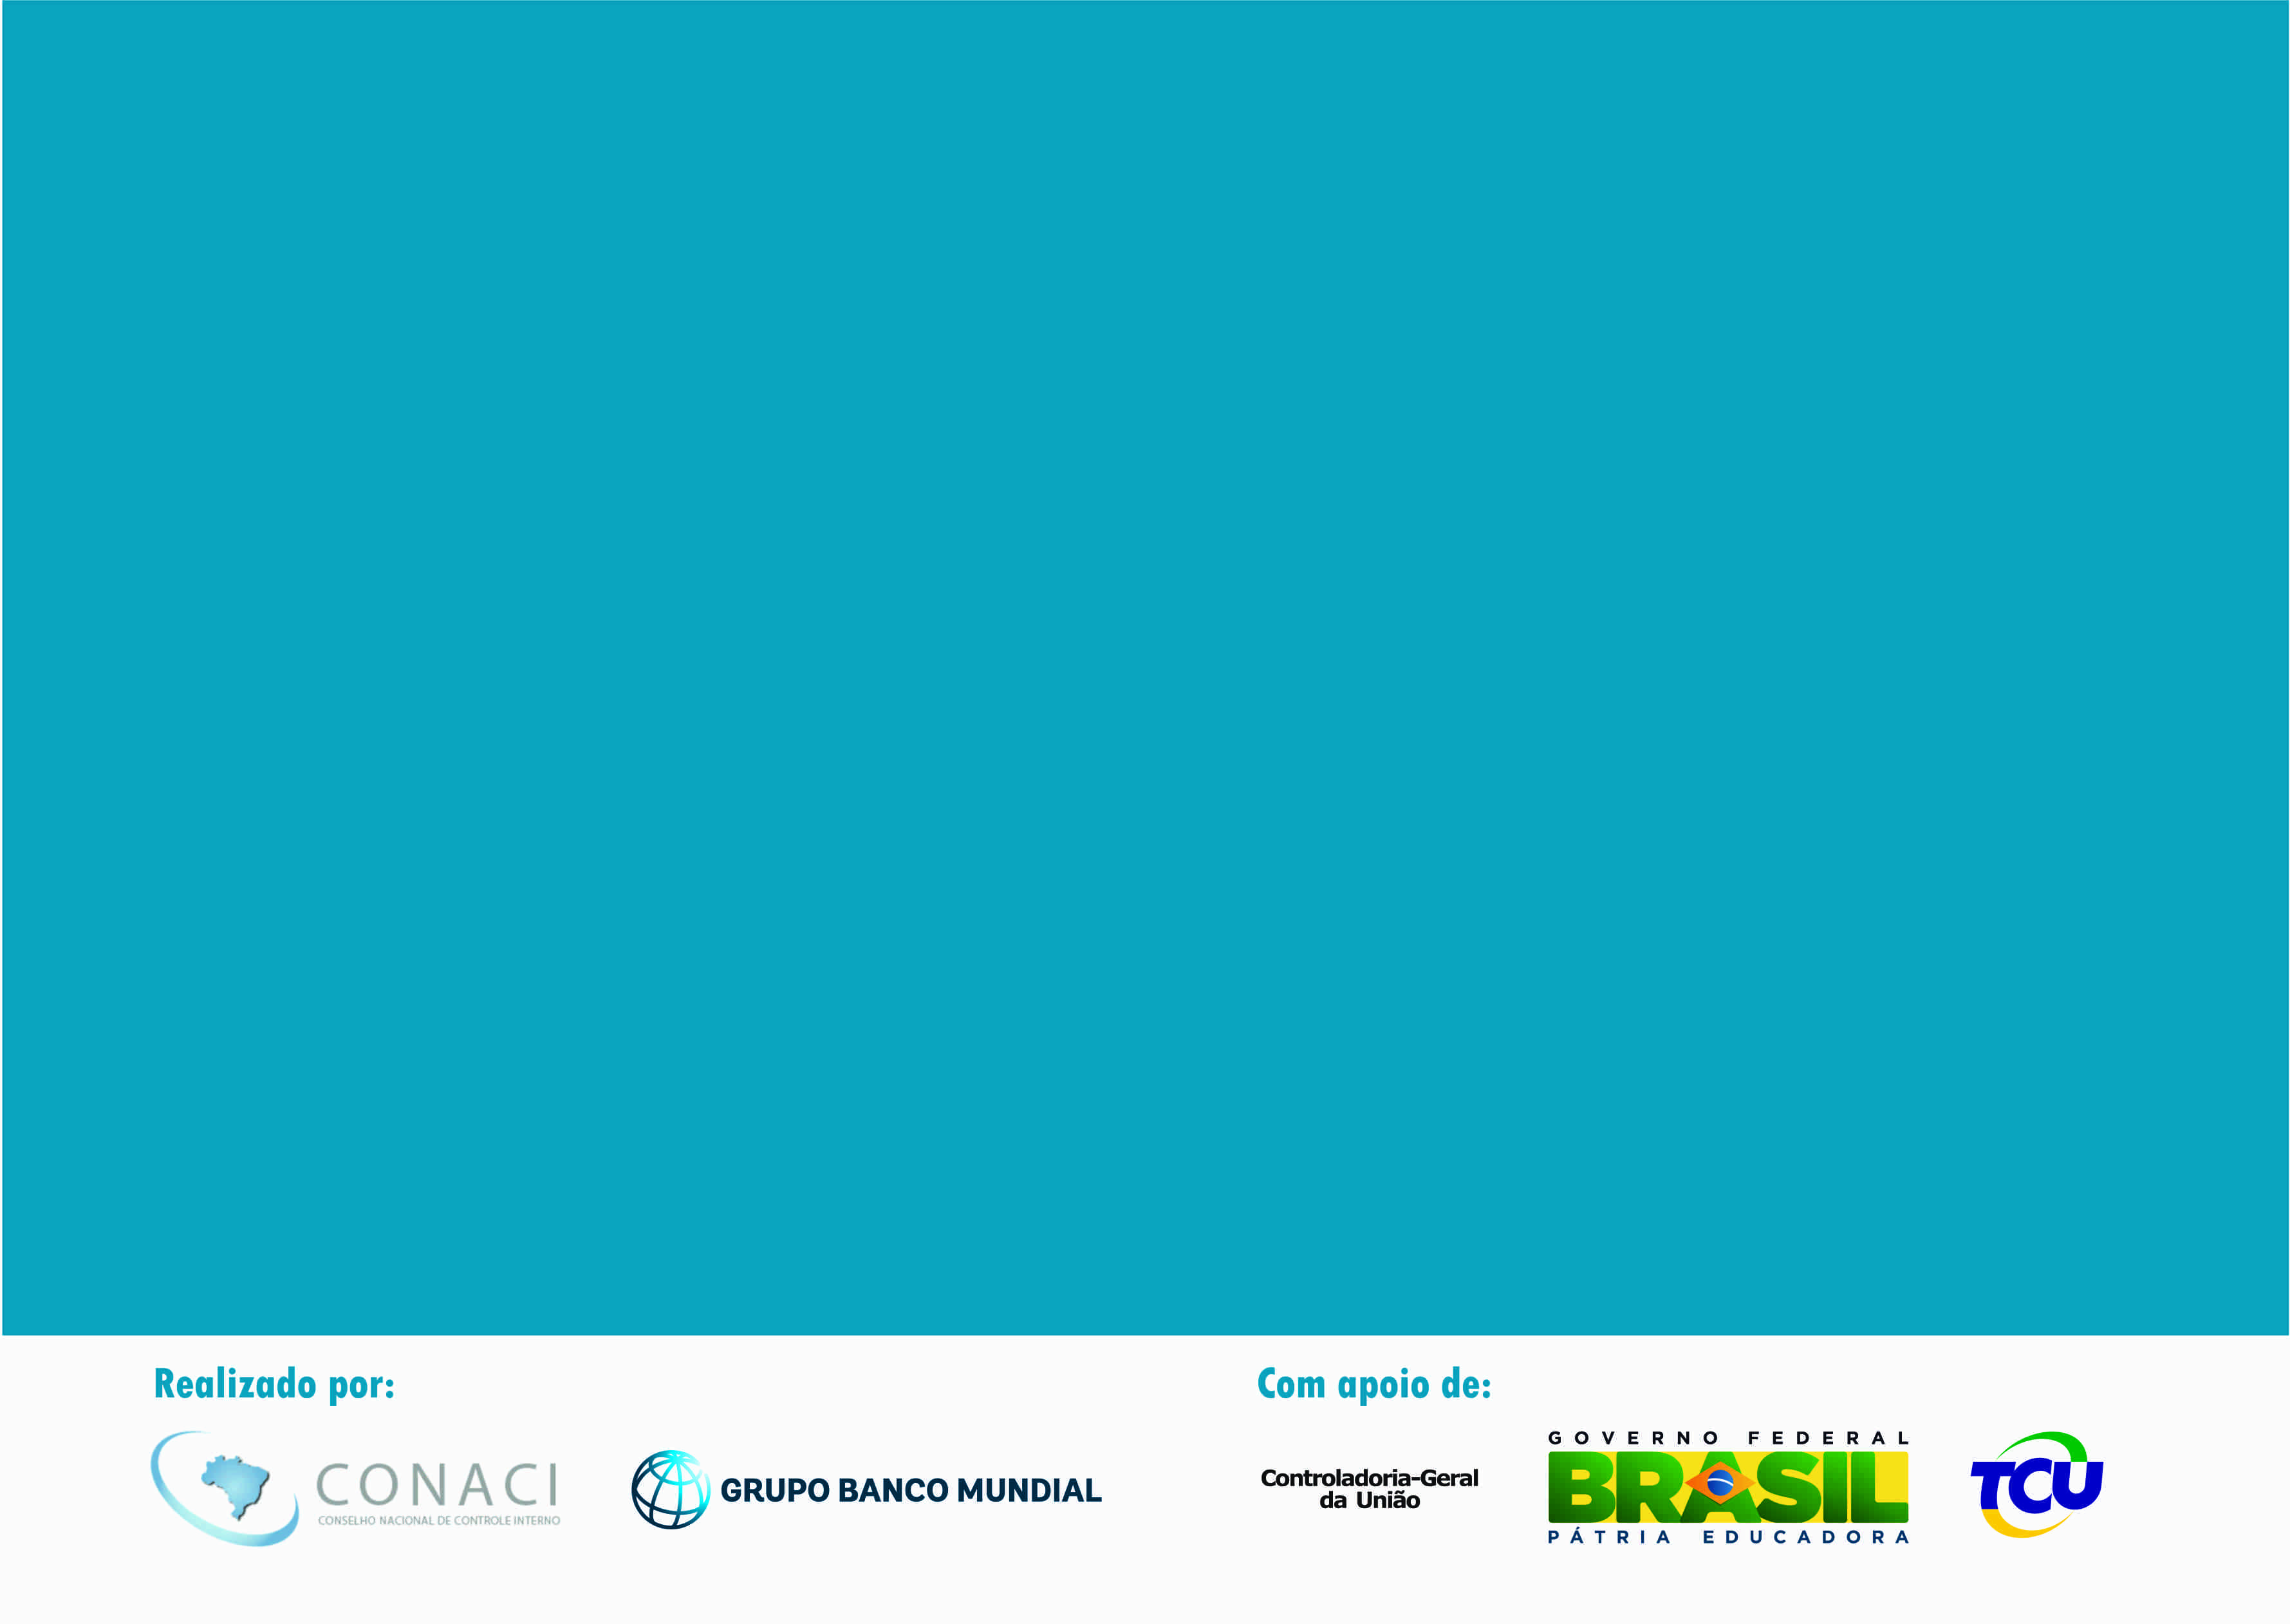 Realizado por:
CONACI
CONSELHO NACIONAL DE CONTROLE INTERNO
GRUPO BANCO MUNDIAL
Com apoio de:
Controladoria-Geral
da União
GOVERNO FEDERAL
BRASIL
PÁTRIA EDUCADORA
TCU